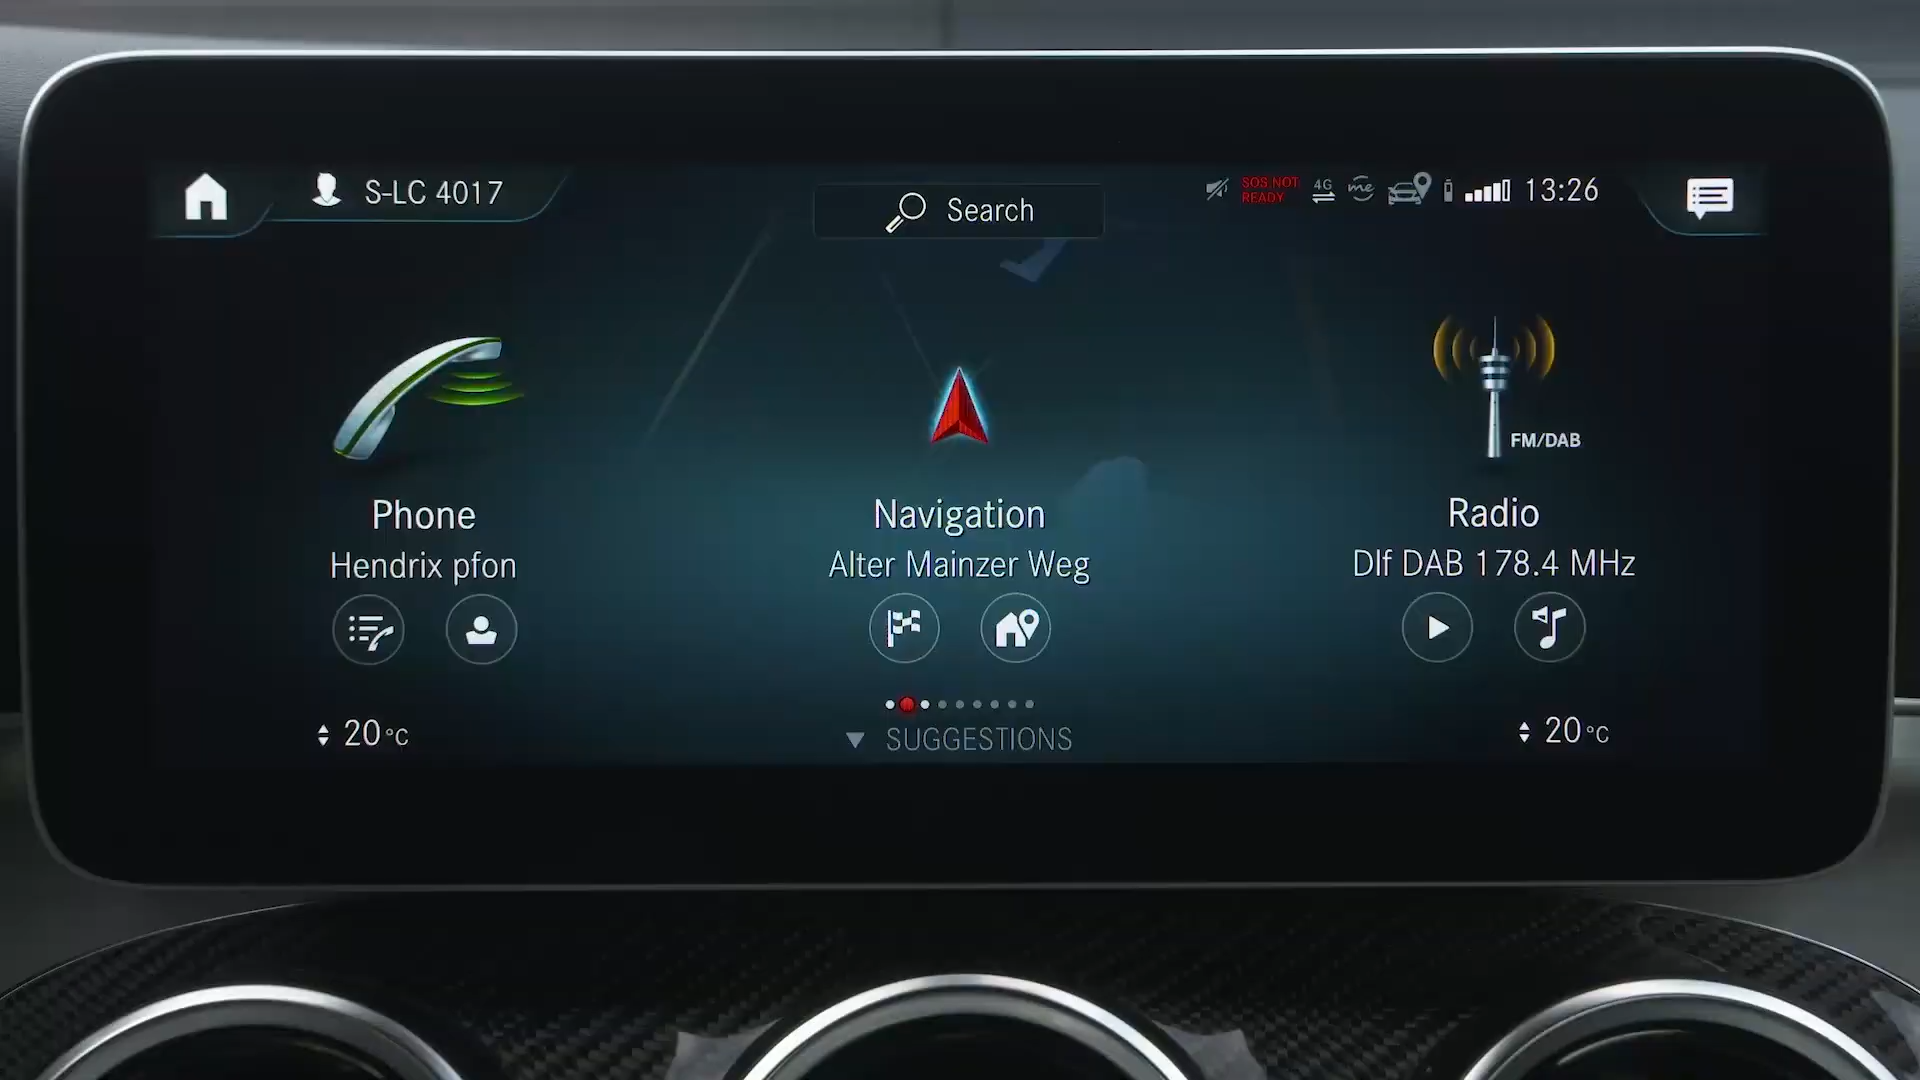 S-LC 4017
Search
SOS NOT
READY
4G
me
13:26
FM/DAB
Phone
Hendrix pfon
Navigation
Alter Mainzer Weg
Radio
Dlf DAB 178.4 MHz
20°C
SUGGESTIONS
20°C